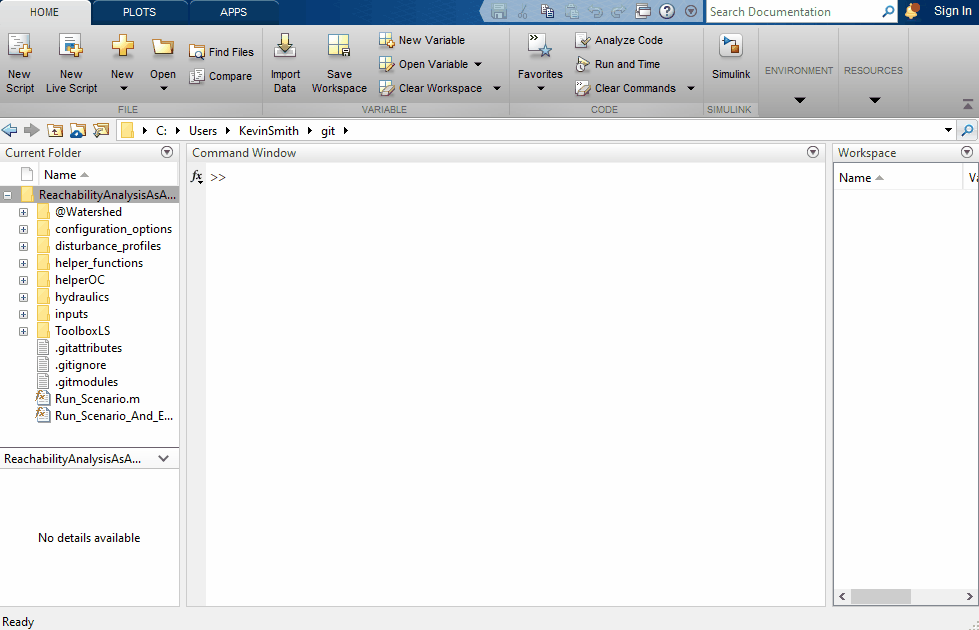 HOME PLOTS APPS Search Documentation Sign In
New Script
New Live Script
New
Open
Find Files
Compare
FILE
Import Data
Save Workspace
New Variable
Open Variable
Clear Workspace
VARIABLE
Favorites
Analyze Code
Run and Time
Clear Commands
CODE
Simulink
SIMULINK
ENVIRONMENT
RESOURCES
C: Users KevinSmith git
Current Folder
Name
ReachabilityAnalysisAsA...
@Watershed
configuration_options
disturbance_profiles
helper_functions
helperOC
hydraulics
inputs
ToolboxLS
.gitattributes
.gitignore
.gitmodules
Run_Scenario.m
Run_Scenario_And_E...
ReachabilityAnalysisAsA...
No details available
Command Window
fx >>
Workspace
Name
Ready